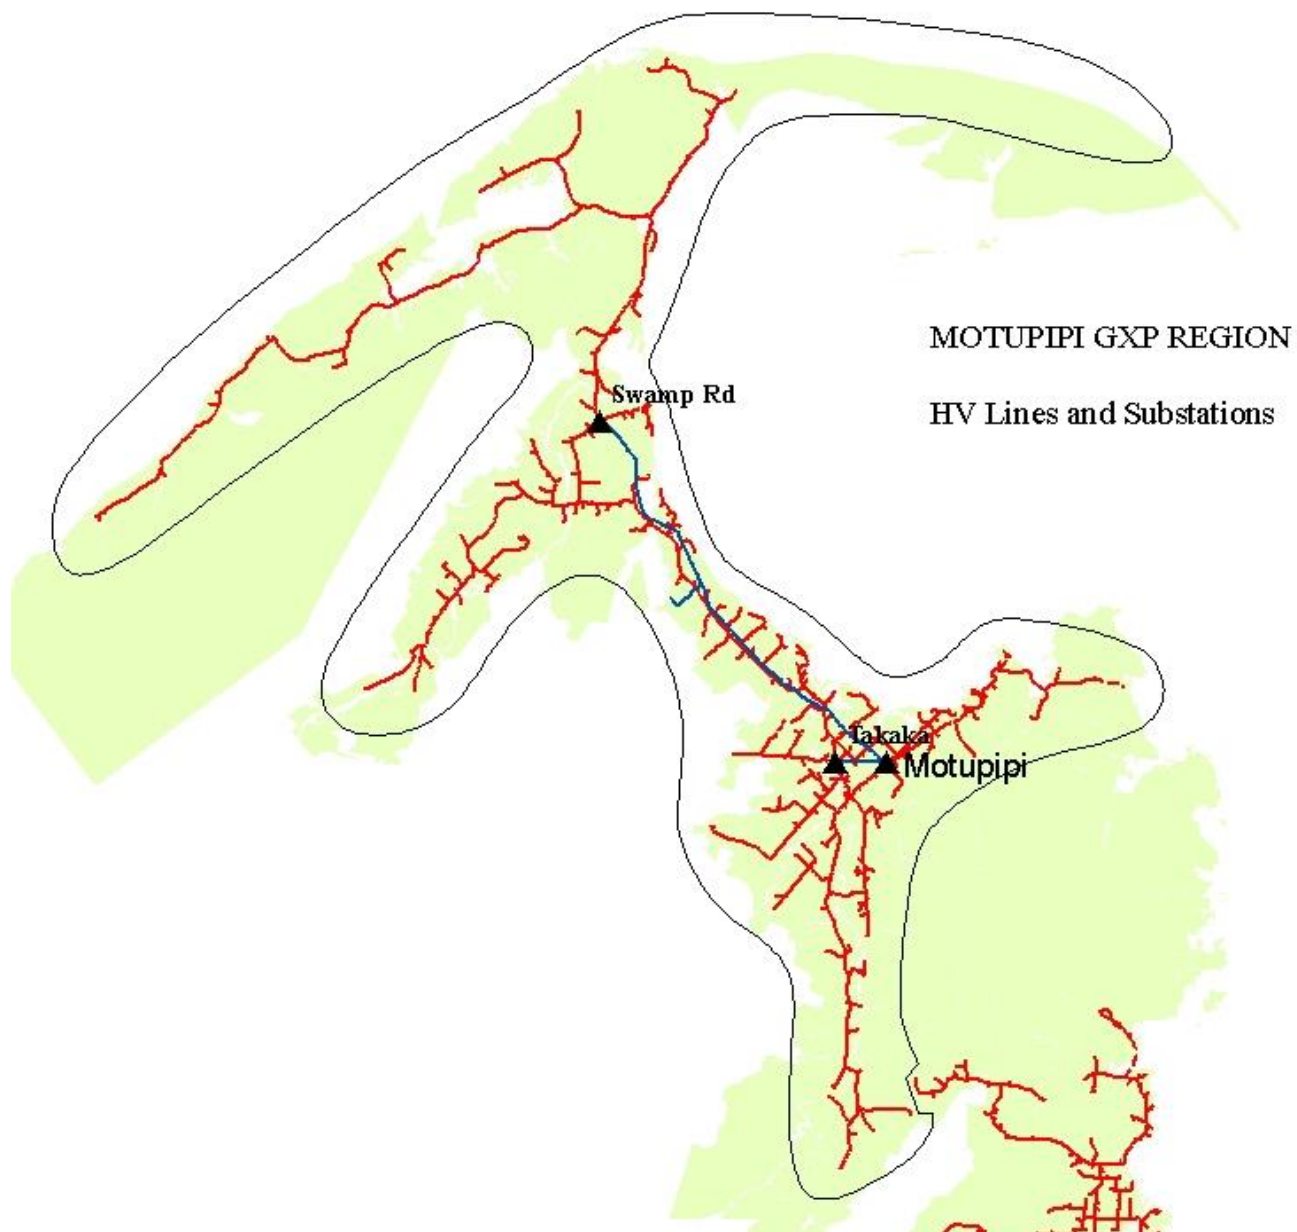 MOTUPIPI GXP REGION
HV Lines and Substations
Swamp Rd
Takaka
Motupipi